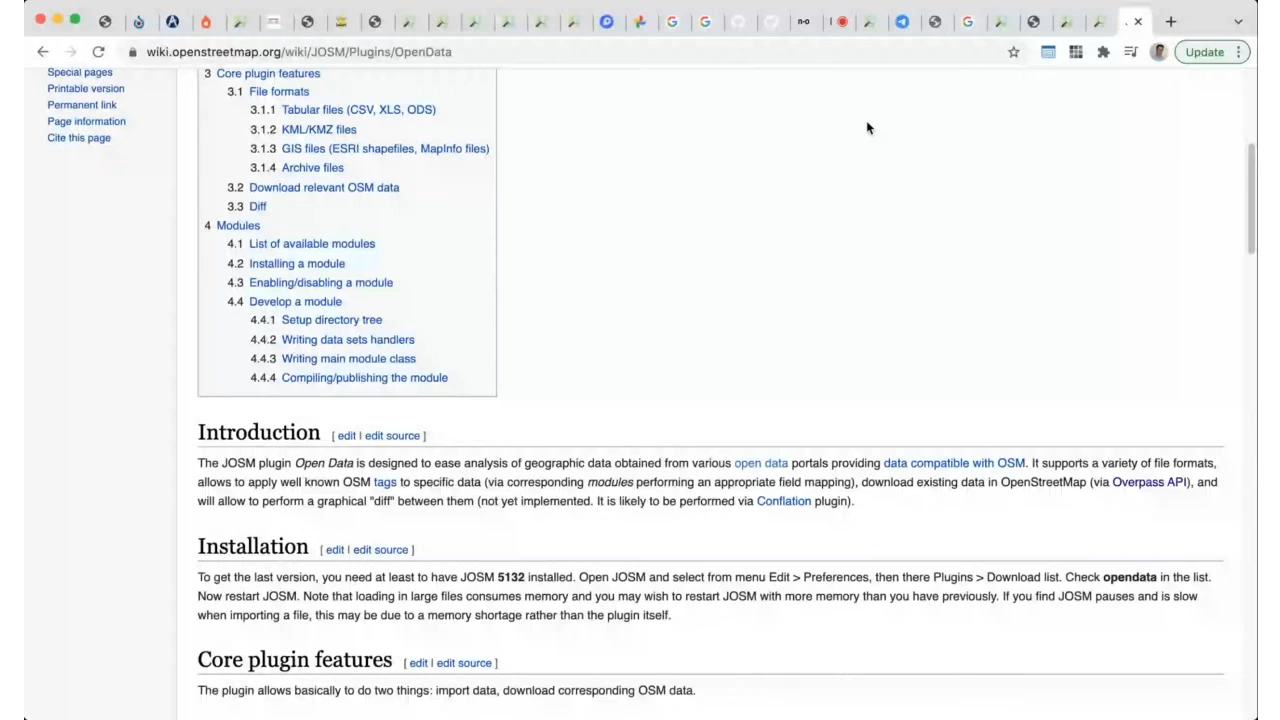 wiki.openstreetmap.org/wiki/JOSM/Plugins/OpenData
Update
Special pages
Printable version
Permanent link
Page information
Cite this page
3 Core plugin features
3.1 File formats
3.1.1 Tabular files (CSV, XLS, ODS)
3.1.2 KML/KMZ files
3.1.3 GIS files (ESRI shapefiles, MapInfo files)
3.1.4 Archive files
3.2 Download relevant OSM data
3.3 Diff
4 Modules
4.1 List of available modules
4.2 Installing a module
4.3 Enabling/disabling a module
4.4 Develop a module
4.4.1 Setup directory tree
4.4.2 Writing data sets handlers
4.4.3 Writing main module class
4.4.4 Compiling/publishing the module
Introduction [ edit | edit source ]
The JOSM plugin Open Data is designed to ease analysis of geographic data obtained from various open data portals providing data compatible with OSM. It supports a variety of file formats,
allows to apply well known OSM tags to specific data (via corresponding modules performing an appropriate field mapping), download existing data in OpenStreetMap (via Overpass API), and
will allow to perform a graphical "diff" between them (not yet implemented. It is likely to be performed via Conflation plugin).
Installation [ edit | edit source ]
To get the last version, you need at least to have JOSM 5132 installed. Open JOSM and select from menu Edit > Preferences, then there Plugins > Download list. Check opendata in the list.
Now restart JOSM. Note that loading in large files consumes memory and you may wish to restart JOSM with more memory than you have previously. If you find JOSM pauses and is slow
when importing a file, this may be due to a memory shortage rather than the plugin itself.
Core plugin features [ edit | edit source ]
The plugin allows basically to do two things: import data, download corresponding OSM data.